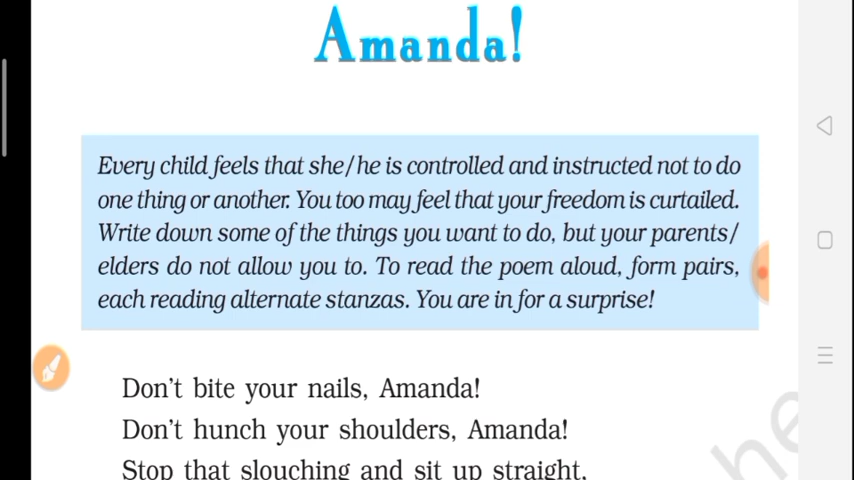 Amanda!
Every child feels that she/he is controlled and instructed not to do
one thing or another. You too may feel that your freedom is curtailed.
Write down some of the things you want to do, but your parents/
elders do not allow you to. To read the poem aloud, form pairs,
each reading alternate stanzas. You are in for a surprise!
Don't bite your nails, Amanda!
Don't hunch your shoulders, Amanda!
Stop that slouching and sit up straight,
he